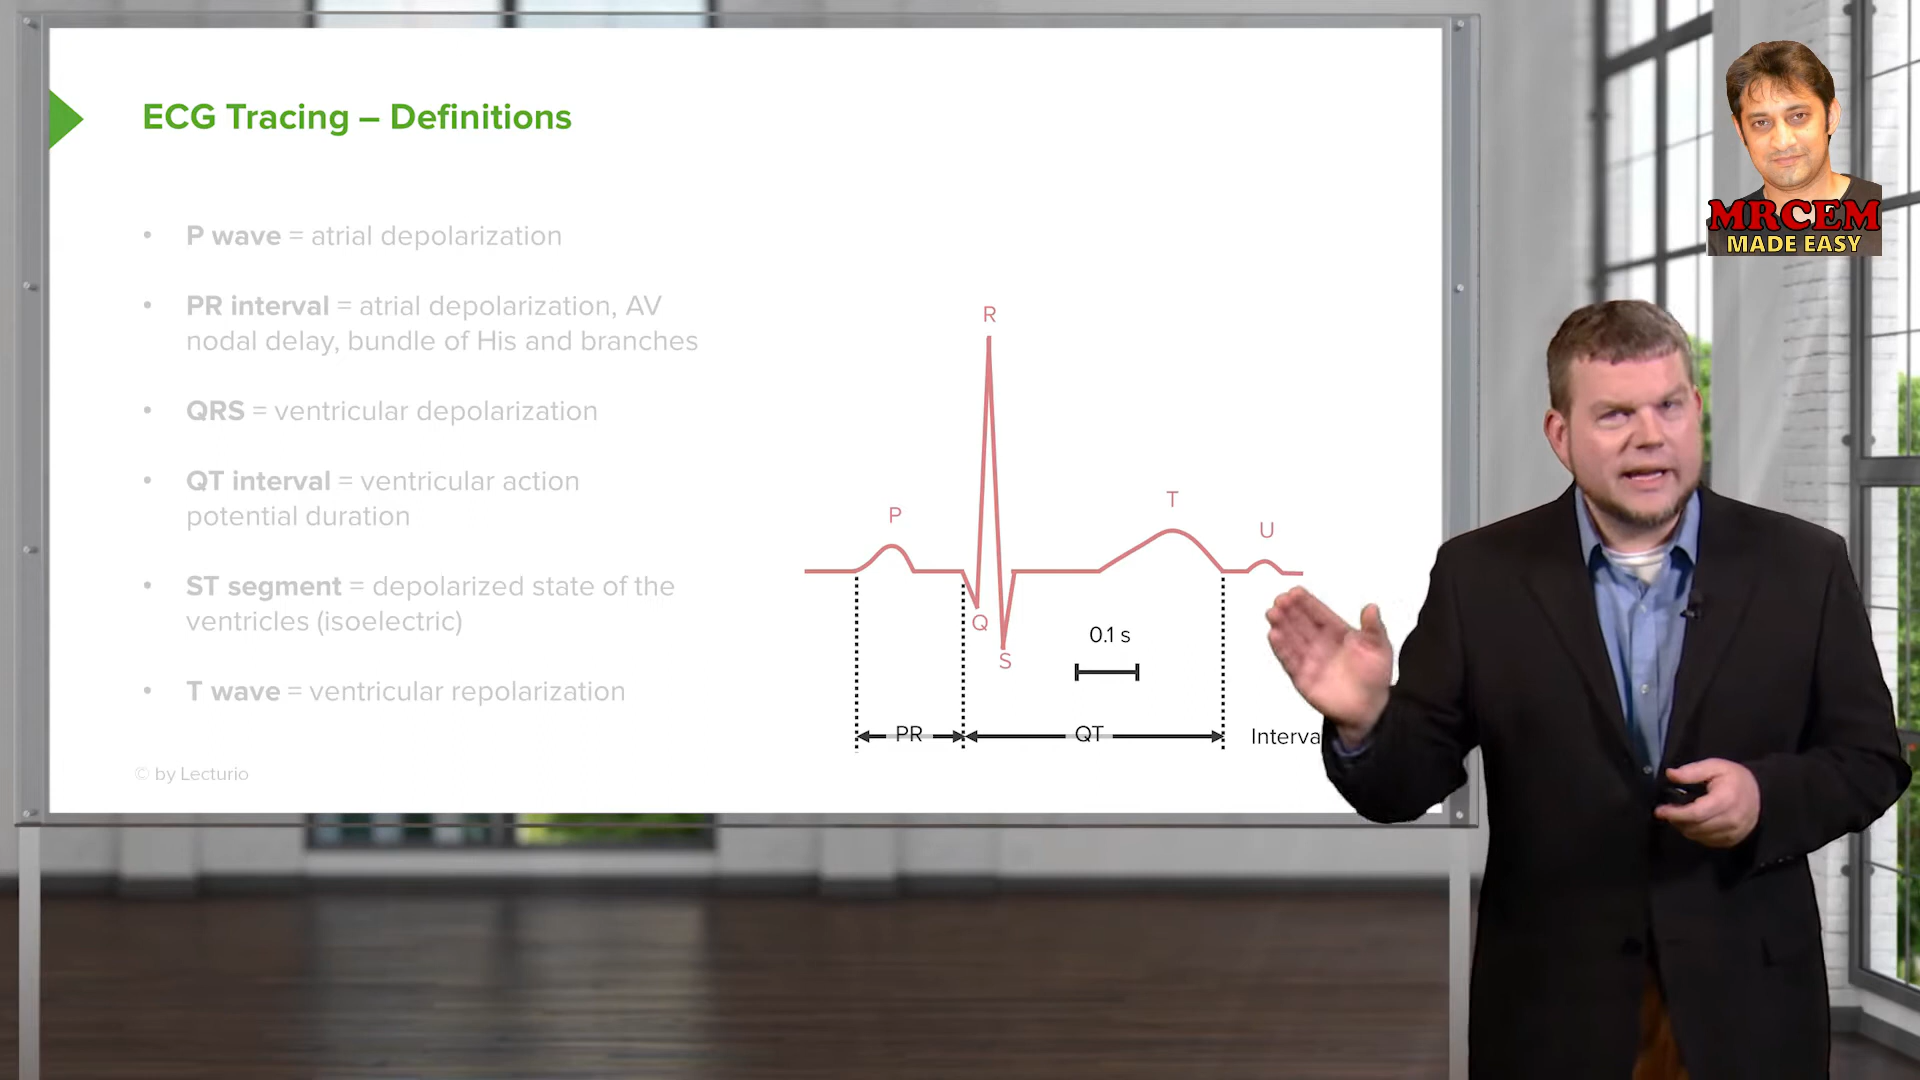 ECG Tracing – Definitions
• P wave = atrial depolarization
• PR interval = atrial depolarization, AV
nodal delay, bundle of His and branches
• QRS = ventricular depolarization
• QT interval = ventricular action
potential duration
• ST segment = depolarized state of the
ventricles (isoelectric)
• T wave = ventricular repolarization
© by Lecturio
R
P
T
U
Q
S
0.1 s
PR
QT
Interva
MRCEM
MADE EASY